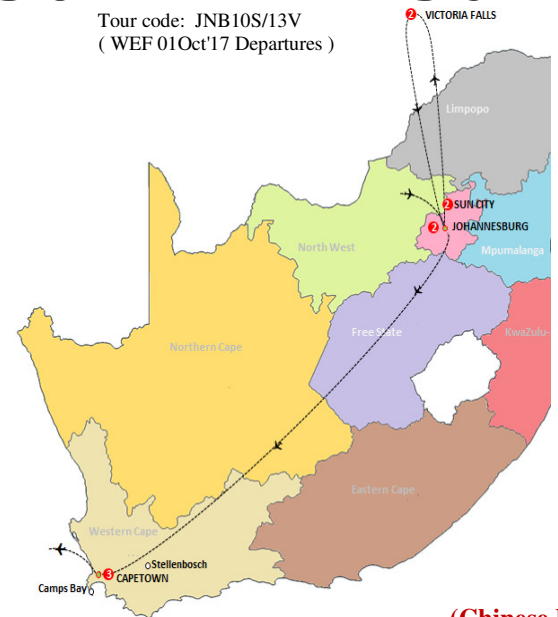 Tour code: JNB10S/13V
( WEF 01Oct'17 Departures )
2 VICTORIA FALLS
Limpopo
2 SUN CITY
2 JOHANNESBURG
North West
Mpumalanga
Free State
KwaZulu-
Northern Cape
Eastern Cape
Western Cape
Stellenbosch
3 CAPETOWN
Camps Bay
(Chinese